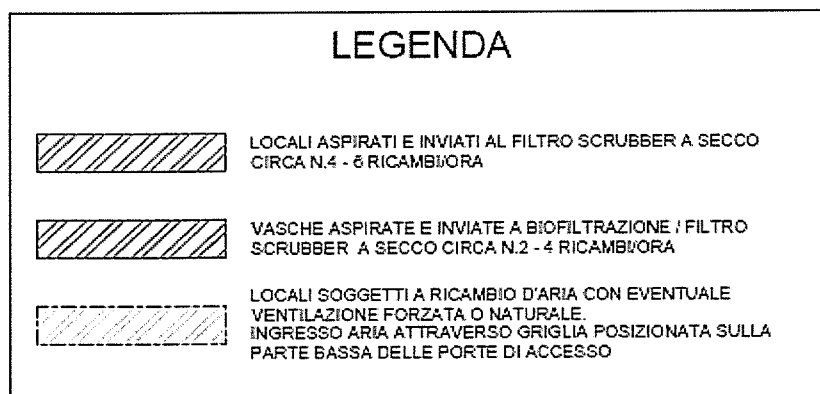 LEGENDA
LOCALI ASPIRATI E INVIATI AL FILTRO SCRUBBER A SECCO
CIRCA N.4 - 6 RICAMBI/ORA
VASCHE ASPIRATE E INVIATE A BIOFILTRAZIONE / FILTRO
SCRUBBER A SECCO CIRCA N.2 - 4 RICAMBI/ORA
LOCALI SOGGETTI A RICAMBIO D'ARIA CON EVENTUALE
VENTILAZIONE FORZATA O NATURALE.
INGRESSO ARIA ATTRAVERSO GRIGLIA POSIZIONATA SULLA
PARTE BASSA DELLE PORTE DI ACCESSO